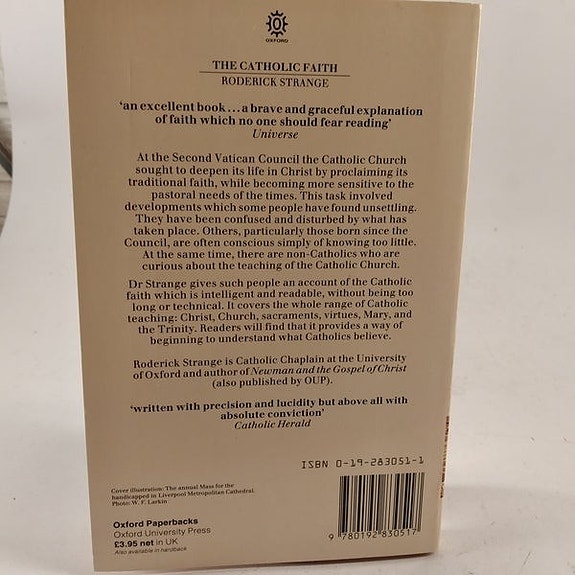 OXFORD
THE CATHOLIC FAITH
RODERICK STRANGE
'an excellent book...a brave and graceful explanation
of faith which no one should fear reading'
Universe
At the Second Vatican Council the Catholic Church
sought to deepen its life in Christ by proclaiming its
traditional faith, while becoming more sensitive to the
pastoral needs of the times. This task involved
developments which some people have found unsettling.
They have been confused and disturbed by what has
taken place. Others, particularly those born since the
Council, are often conscious simply of knowing too little.
At the same time, there are non-Catholics who are
curious about the teaching of the Catholic Church.
Dr Strange gives such people an account of the Catholic
faith which is intelligent and readable, without being too
long or technical. It covers the whole range of Catholic
teaching: Christ, Church, sacraments, virtues, Mary, and
the Trinity. Readers will find that it provides a way of
beginning to understand what Catholics believe.
Roderick Strange is Catholic Chaplain at the University
of Oxford and author of Newman and the Gospel of Christ
(also published by OUP).
'written with precision and lucidity but above all with
absolute conviction'
Catholic Herald
ISBN 0-19-283051-1
Cover illustration: The annual Mass for the
handicapped in Liverpool Metropolitan Cathedral.
Photo: W. F. Larkin
Oxford Paperbacks
Oxford University Press
£3.95 net in UK
Also available in hardback
9 780192 830517